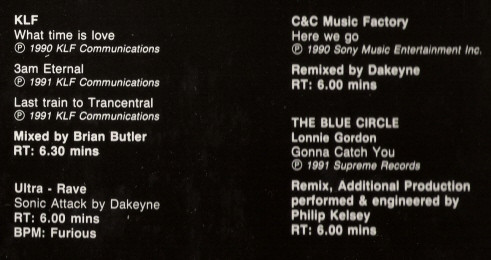 KLF
What time is love
℗ 1990 KLF Communications
3am Eternal
℗ 1991 KLF Communications
Last train to Trancentral
℗ 1991 KLF Communications
Mixed by Brian Butler
RT: 6.30 mins
Ultra - Rave
Sonic Attack by Dakeyne
RT: 6.00 mins
BPM: Furious
C&C Music Factory
Here we go
℗ 1990 Sony Music Entertainment Inc.
Remixed by Dakeyne
RT: 6.00 mins
THE BLUE CIRCLE
Lonnie Gordon
Gonna Catch You
℗ 1991 Supreme Records
Remix, Additional Production
performed & engineered by
Philip Kelsey
RT: 6.00 mins